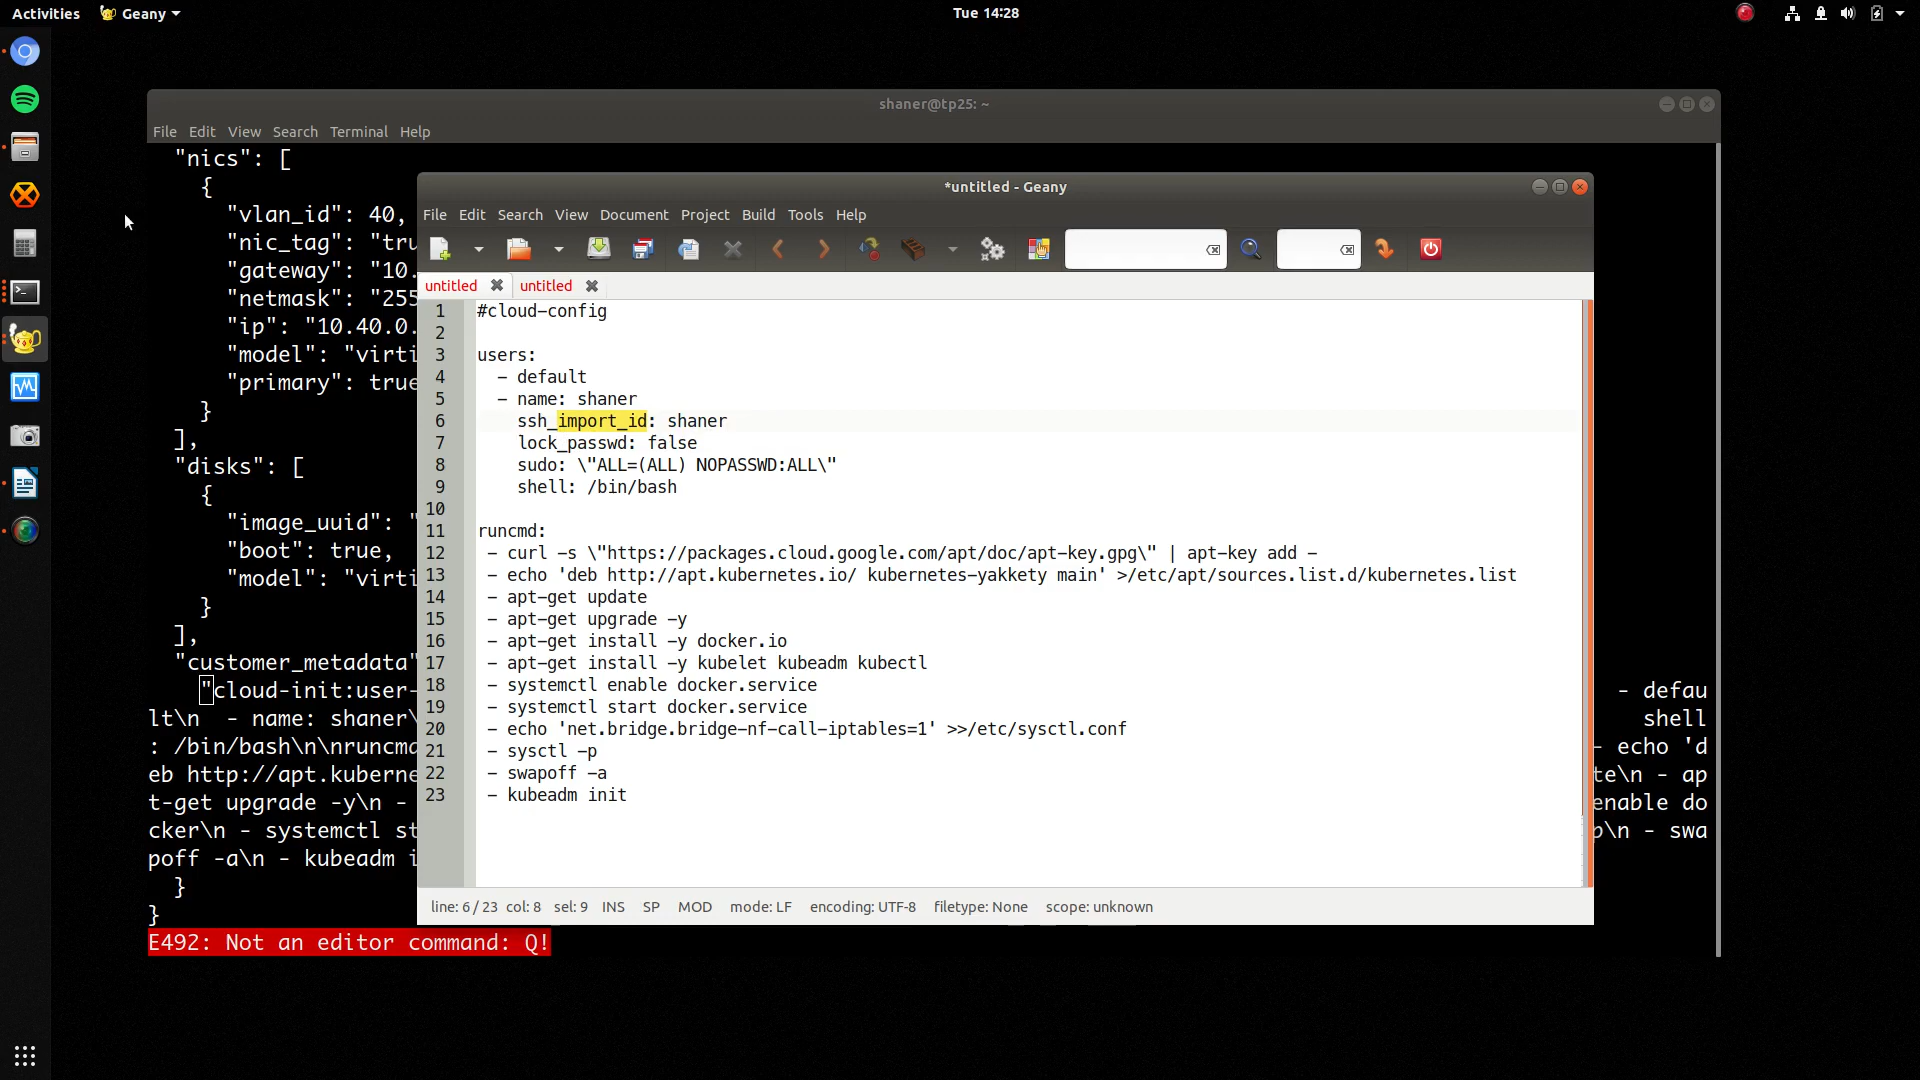 Activities Geany Tue 14:28
shaner@tp25: ~
File Edit View Search Terminal Help
"nics": [
{
"vlan_id": 40,
"nic_tag": "tru
"gateway": "10.
"netmask": "255
"ip": "10.40.0.
"model": "virti
"primary": true
}
],
"disks": [
{
"image_uuid": "
"boot": true,
"model": "virti
}
],
"customer_metadata"
"cloud-init:user- - defau
lt\n - name: shaner\ shell
: /bin/bash\n\nruncmd - echo 'd
eb http://apt.kuberne te\n - ap
t-get upgrade -y\n - enable do
cker\n - systemctl st p\n - swa
poff -a\n - kubeadm i
}
}
E492: Not an editor command: Q!
*untitled - Geany
File Edit Search View Document Project Build Tools Help
untitled untitled
1 #cloud-config
2
3 users:
4 - default
5 - name: shaner
6 ssh_import_id: shaner
7 lock_passwd: false
8 sudo: \"ALL=(ALL) NOPASSWD:ALL\"
9 shell: /bin/bash
10
11 runcmd:
12 - curl -s \"https://packages.cloud.google.com/apt/doc/apt-key.gpg\" | apt-key add -
13 - echo 'deb http://apt.kubernetes.io/ kubernetes-yakkety main' >/etc/apt/sources.list.d/kubernetes.list
14 - apt-get update
15 - apt-get upgrade -y
16 - apt-get install -y docker.io
17 - apt-get install -y kubelet kubeadm kubectl
18 - systemctl enable docker.service
19 - systemctl start docker.service
20 - echo 'net.bridge.bridge-nf-call-iptables=1' >>/etc/sysctl.conf
21 - sysctl -p
22 - swapoff -a
23 - kubeadm init
line: 6 / 23 col: 8 sel: 9 INS SP MOD mode: LF encoding: UTF-8 filetype: None scope: unknown